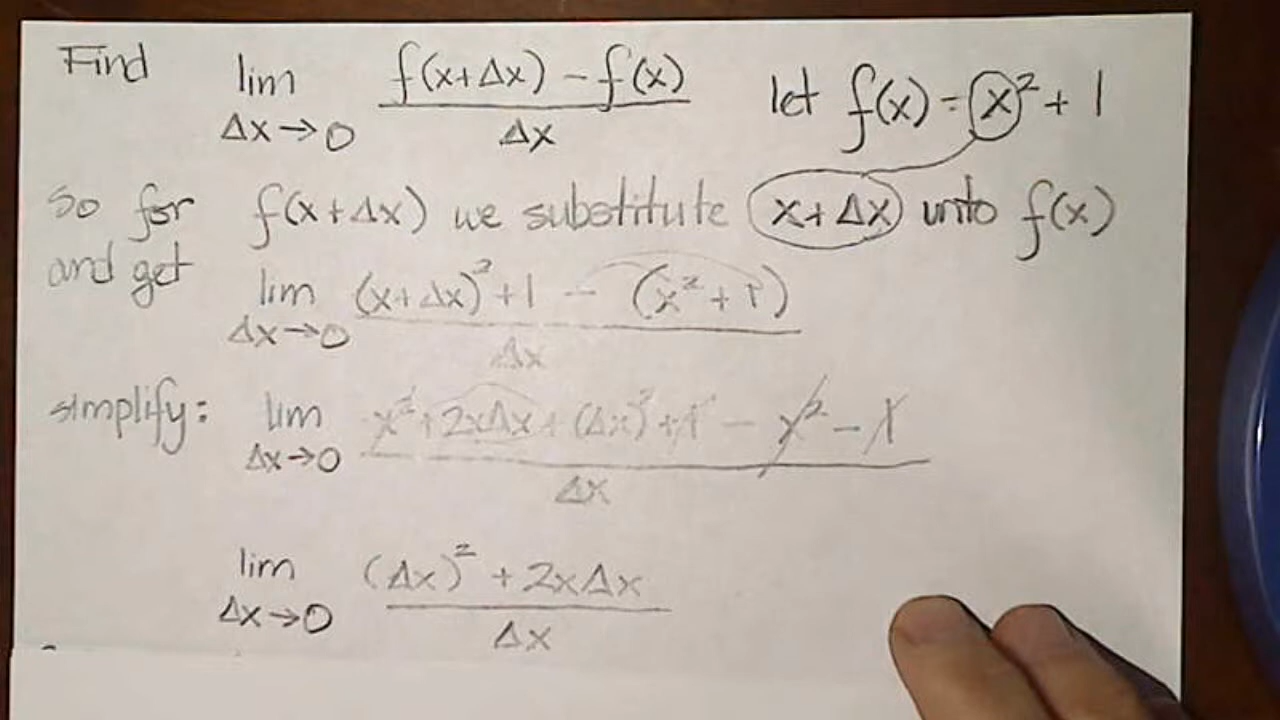 Find lim Δx→0 f(x+Δx) - f(x) / Δx let f(x) = x² + 1
So for f(x+Δx) we substitute x+Δx unto f(x)
and get lim Δx→0 (x+Δx)² + 1 - (x² + 1) / Δx
simplify: lim Δx→0 x² + 2xΔx + (Δx)² + 1 - x² - 1 / Δx
lim Δx→0 (Δx)² + 2xΔx / Δx